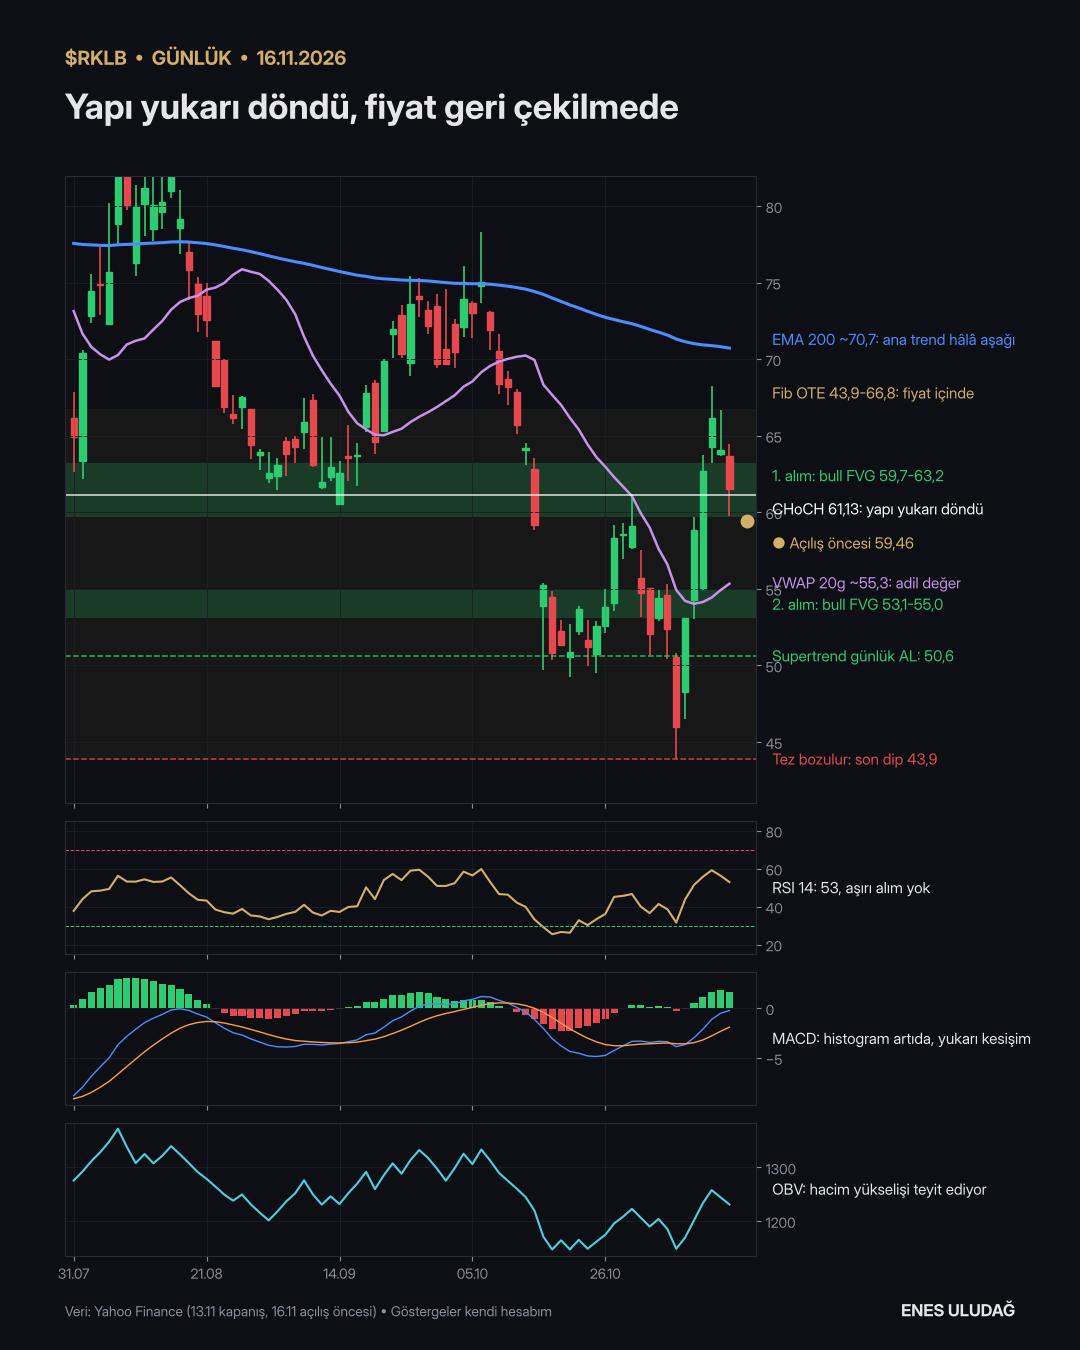 $RKLB • GÜNLÜK • 16.11.2026
Yapı yukarı döndü, fiyat geri çekilmede
80
75
EMA 200 ~70,7: ana trend hâlâ aşağı
70
Fib OTE 43,9-66,8: fiyat içinde
65
1. alım: bull FVG 59,7-63,2
CHoCH 61,13: yapı yukarı döndü
60
Açılış öncesi 59,46
VWAP 20g ~55,3: adil değer
55
2. alım: bull FVG 53,1-55,0
Supertrend günlük AL: 50,6
50
45
Tez bozulur: son dip 43,9
80
60
RSI 14: 53, aşırı alım yok
40
20
0
MACD: histogram artıda, yukarı kesişim
−5
1300
OBV: hacim yükselişi teyit ediyor
1200
31.07 21.08 14.09 05.10 26.10
Veri: Yahoo Finance (13.11 kapanış, 16.11 açılış öncesi) • Göstergeler kendi hesabım
ENES ULUDAĞ